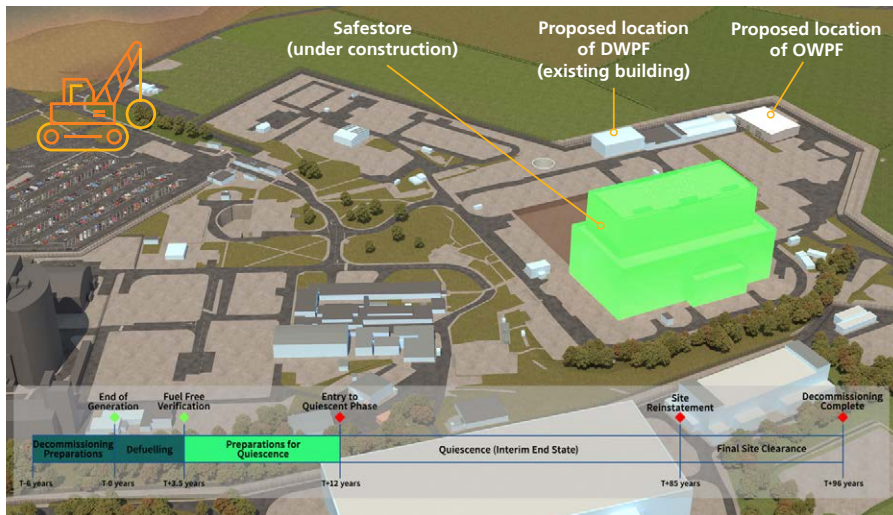 Safestore
(under construction)
Proposed location
of DWPF
(existing building)
Proposed location
of OWPF
End of
Generation
Fuel Free
Verification
Entry to
Quiescent Phase
Site
Reinstatement
Decommissioning
Complete
Decommissioning
Preparations
Defuelling
Preparations for
Quiescence
Quiescence (Interim End State)
Final Site Clearance
T-6 years
T-0 years
T+3.5 years
T+12 years
T+85 years
T+96 years